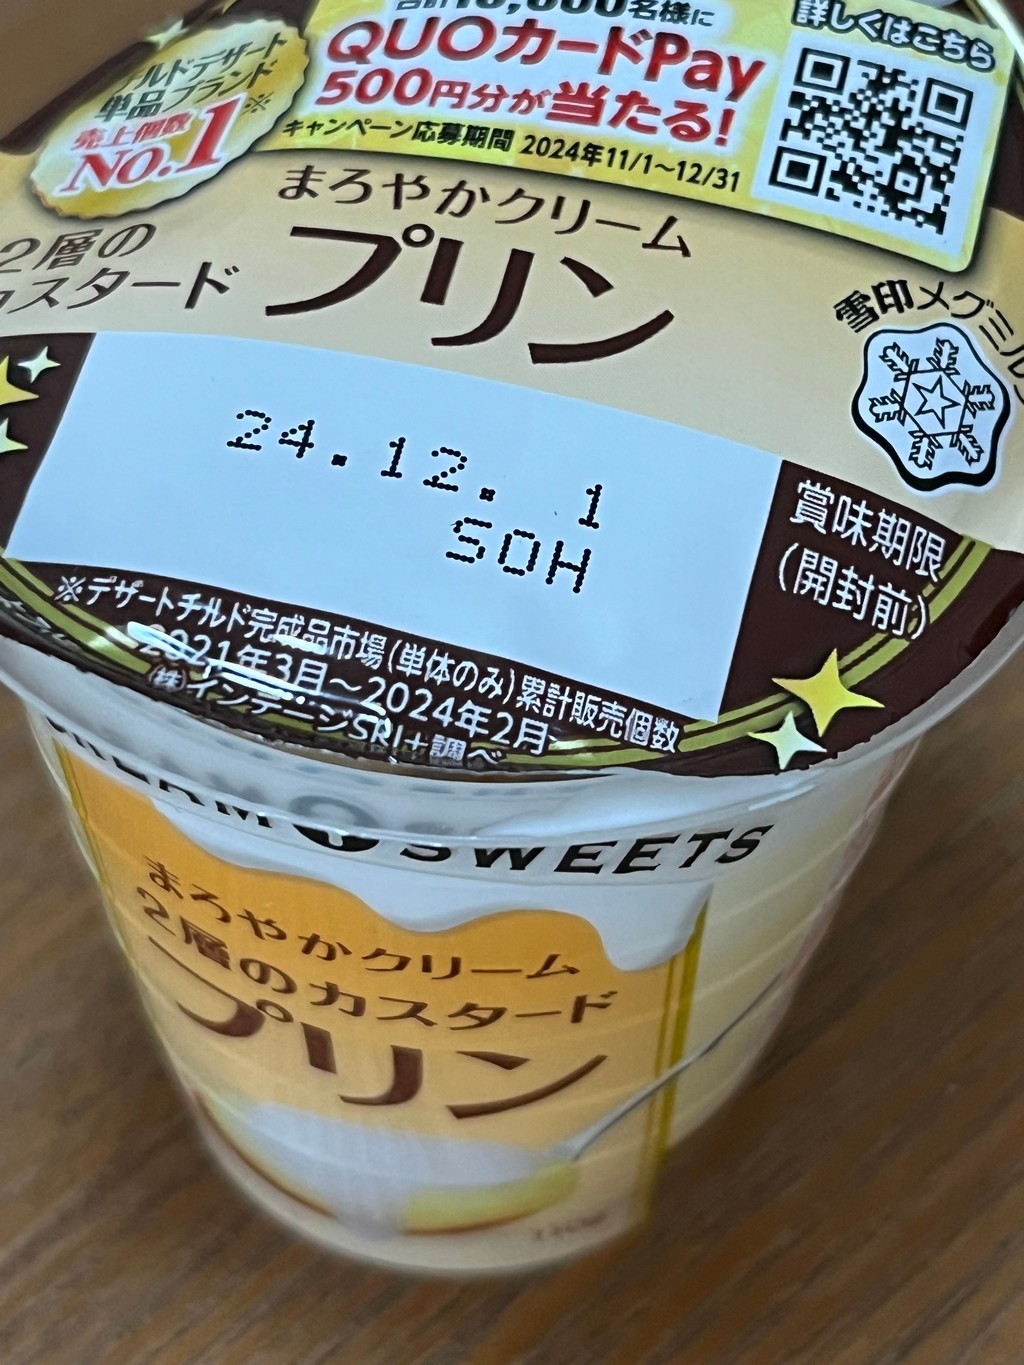 名様に
QUOカードPay
500円分が当たる!
キャンペーン応募期間 2024年11/1~12/31
詳しくはこちら
ルドデザート
単品ブランド
売上個数※
No.1
まろやかクリーム
2層の
カスタード
プリン
雪印メグミル
24.12. 1
SOH
賞味期限
(開封前)
※デザートチルド完成品市場(単体のみ)累計販売個数
2021年3月~2024年2月
(株)インテージSRI+調べ
SWEETS
まろやかクリーム
2層のカスタード
プリン